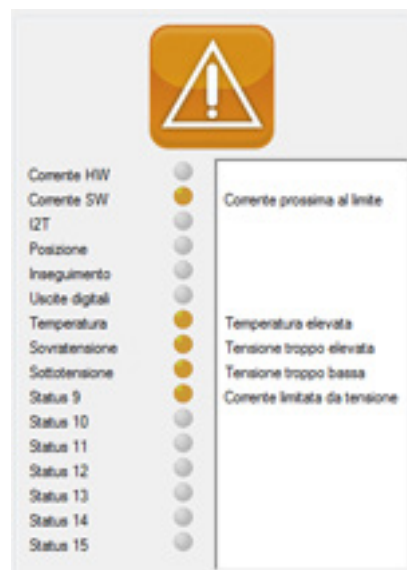 Corrente HW
Corrente SW Corrente prossima al limite
I2T
Posizione
Inseguimento
Uscite digitali
Temperatura Temperatura elevata
Sovratensione Tensione troppo elevata
Sottotensione Tensione troppo bassa
Status 9 Corrente limitata da tensione
Status 10
Status 11
Status 12
Status 13
Status 14
Status 15